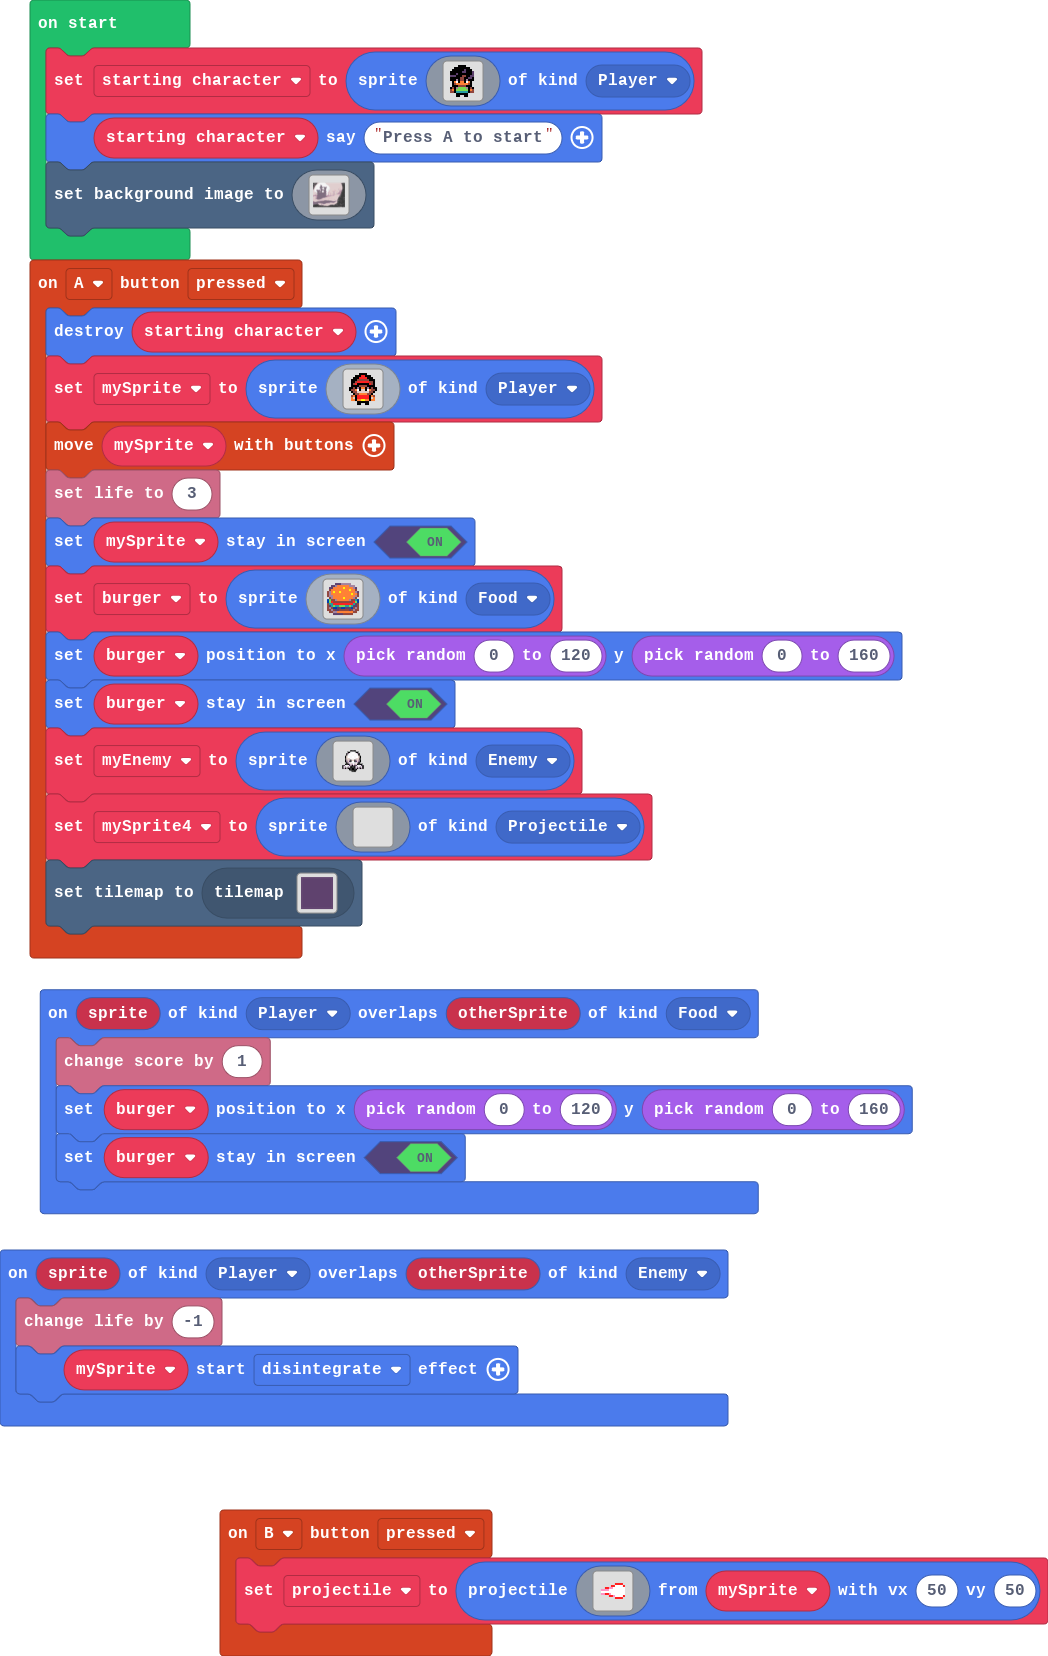 on start
set starting character to sprite of kind Player
starting character say "Press A to start"
set background image to
on A button pressed
destroy starting character
set mySprite to sprite of kind Player
move mySprite with buttons
set life to 3
set mySprite stay in screen ON
set burger to sprite of kind Food
set burger position to x pick random 0 to 120 y pick random 0 to 160
set burger stay in screen ON
set myEnemy to sprite of kind Enemy
set mySprite4 to sprite of kind Projectile
set tilemap to tilemap
on sprite of kind Player overlaps otherSprite of kind Food
change score by 1
set burger position to x pick random 0 to 120 y pick random 0 to 160
set burger stay in screen ON
on sprite of kind Player overlaps otherSprite of kind Enemy
change life by -1
mySprite start disintegrate effect
on B button pressed
set projectile to projectile from mySprite with vx 50 vy 50